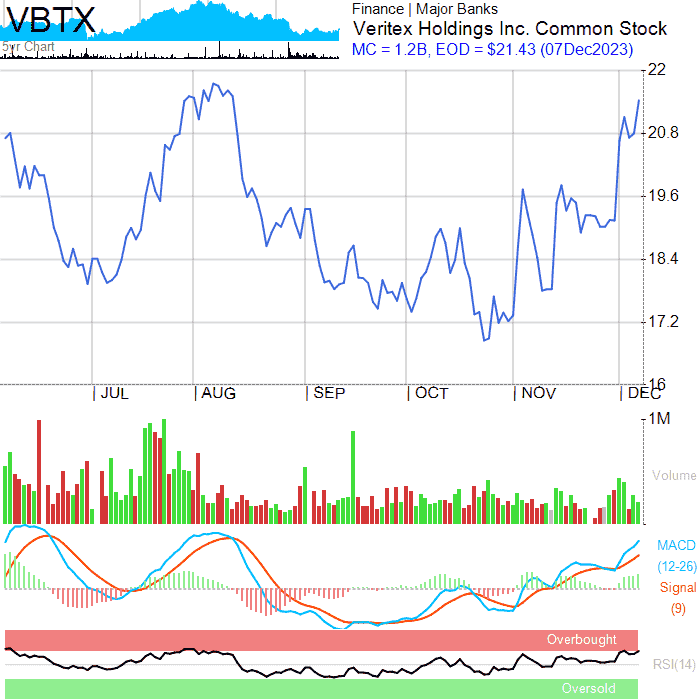 VBTX
5yr Chart
Finance | Major Banks
Veritex Holdings Inc. Common Stock
MC = 1.2B, EOD = $21.43 (07Dec2023)
22
20.8
19.6
18.4
17.2
16
JUL
AUG
SEP
OCT
NOV
DEC
1M
Volume
MACD
(12-26)
Signal
(9)
Overbought
RSI(14)
Oversold